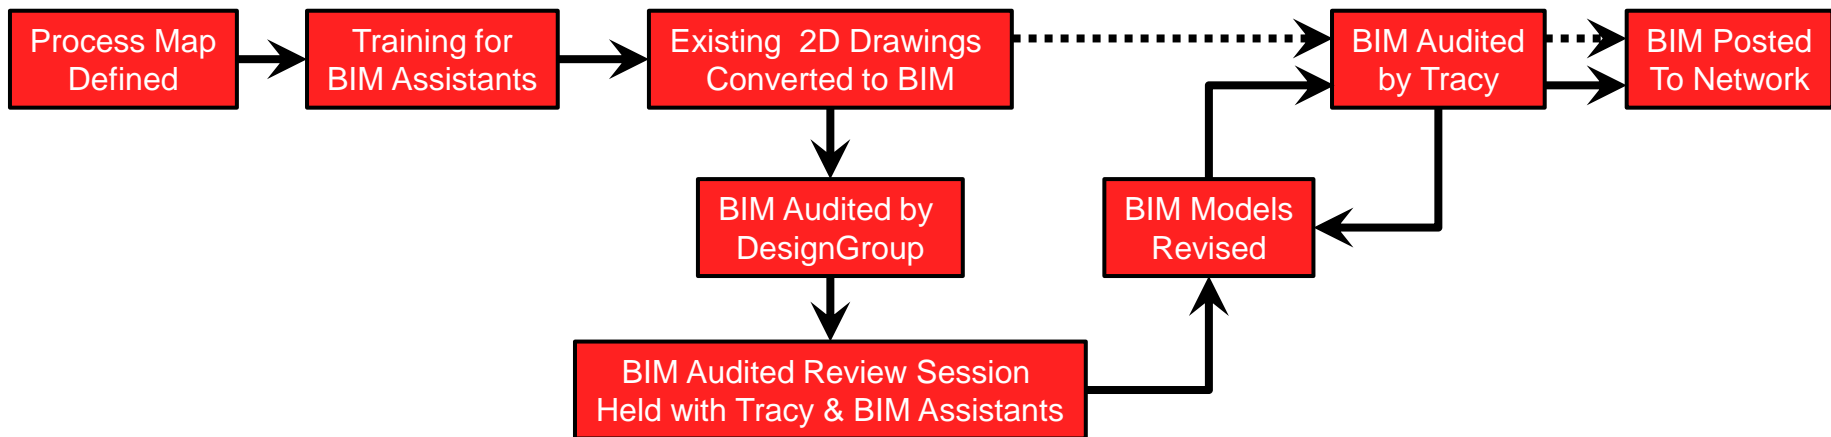 Process Map
Defined
Training for
BIM Assistants
Existing  2D Drawings
Converted to BIM
BIM Audited
by Tracy
BIM Posted
To Network
BIM Audited by
DesignGroup
BIM Models
Revised
BIM Audited Review Session
Held with Tracy & BIM Assistants